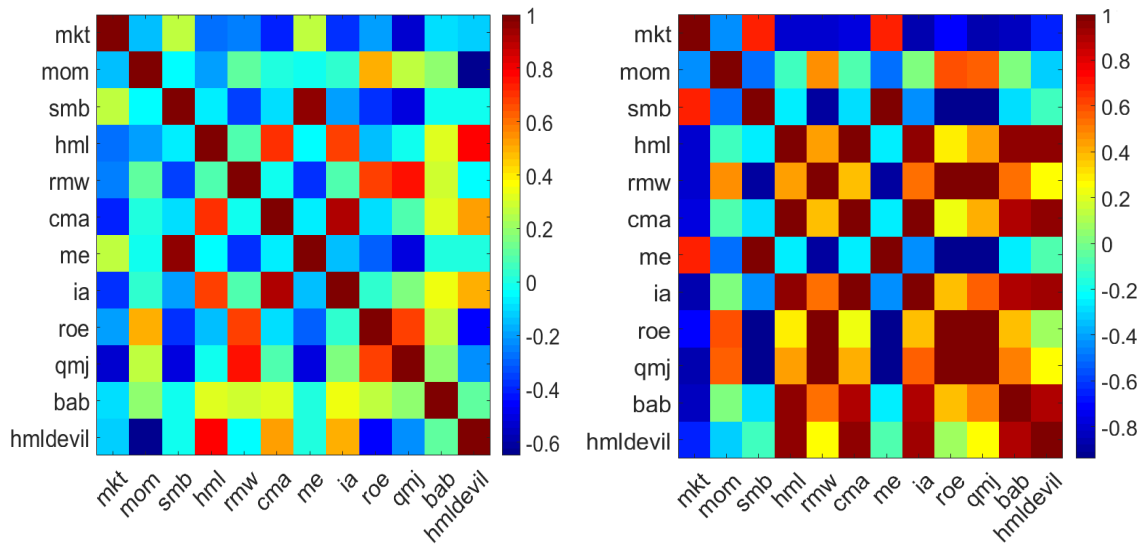 mkt
mom
smb
hml
rmw
cma
me
ia
roe
qmj
bab
hmldevil
mkt mom smb hml rmw cma me ia roe qmj bab hmldevil
1
0.8
0.6
0.4
0.2
0
-0.2
-0.4
-0.6
mkt
mom
smb
hml
rmw
cma
me
ia
roe
qmj
bab
hmldevil
mkt mom smb hml rmw cma me ia roe qmj bab hmldevil
1
0.8
0.6
0.4
0.2
0
-0.2
-0.4
-0.6
-0.8